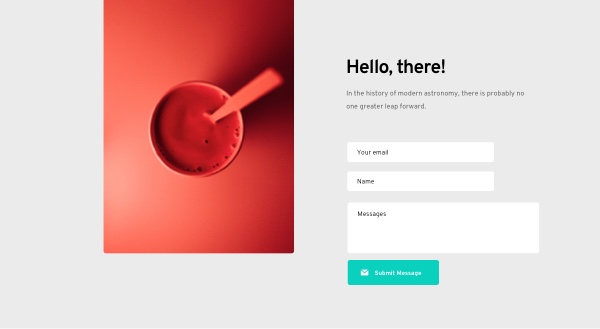 Hello, there!
In the history of modern astronomy, there is probably no
one greater leap forward.
Your email
Name
Messages
Submit Message